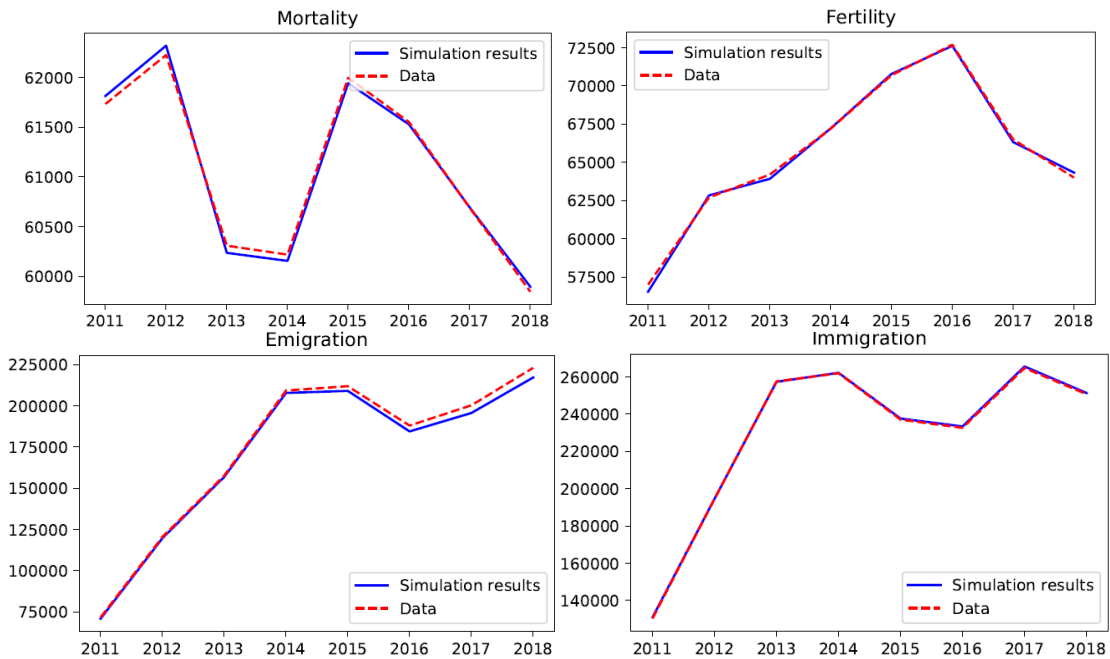 Mortality
Simulation results
Data
62000
61500
61000
60500
60000
2011 2012 2013 2014 2015 2016 2017 2018
Fertility
Simulation results
Data
72500
70000
67500
65000
62500
60000
57500
2011 2012 2013 2014 2015 2016 2017 2018
Emigration
225000
200000
175000
150000
125000
100000
75000
Simulation results
Data
2011 2012 2013 2014 2015 2016 2017 2018
Immigration
260000
240000
220000
200000
180000
160000
140000
Simulation results
Data
2011 2012 2013 2014 2015 2016 2017 2018